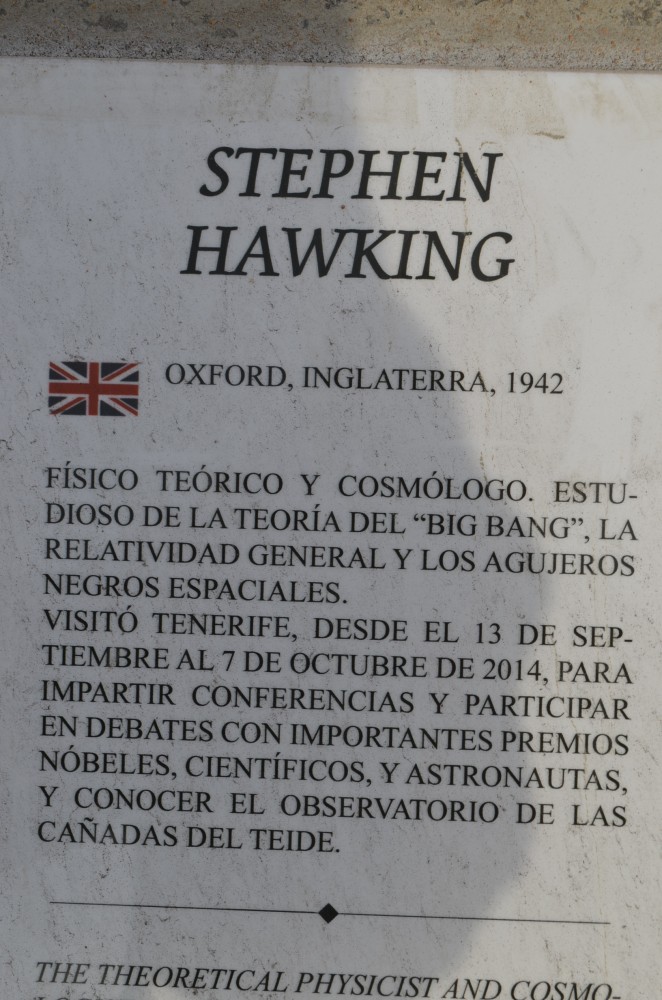 STEPHEN
HAWKING
OXFORD, INGLATERRA, 1942
FÍSICO TEÓRICO Y COSMÓLOGO. ESTU-
DIOSO DE LA TEORÍA DEL “BIG BANG”, LA
RELATIVIDAD GENERAL Y LOS AGUJEROS
NEGROS ESPACIALES.
VISITÓ TENERIFE, DESDE EL 13 DE SEP-
TIEMBRE AL 7 DE OCTUBRE DE 2014, PARA
IMPARTIR CONFERENCIAS Y PARTICIPAR
EN DEBATES CON IMPORTANTES PREMIOS
NÓBELES, CIENTÍFICOS, Y ASTRONAUTAS,
Y CONOCER EL OBSERVATORIO DE LAS
CAÑADAS DEL TEIDE.
THE THEORETICAL PHYSICIST AND COSMO-